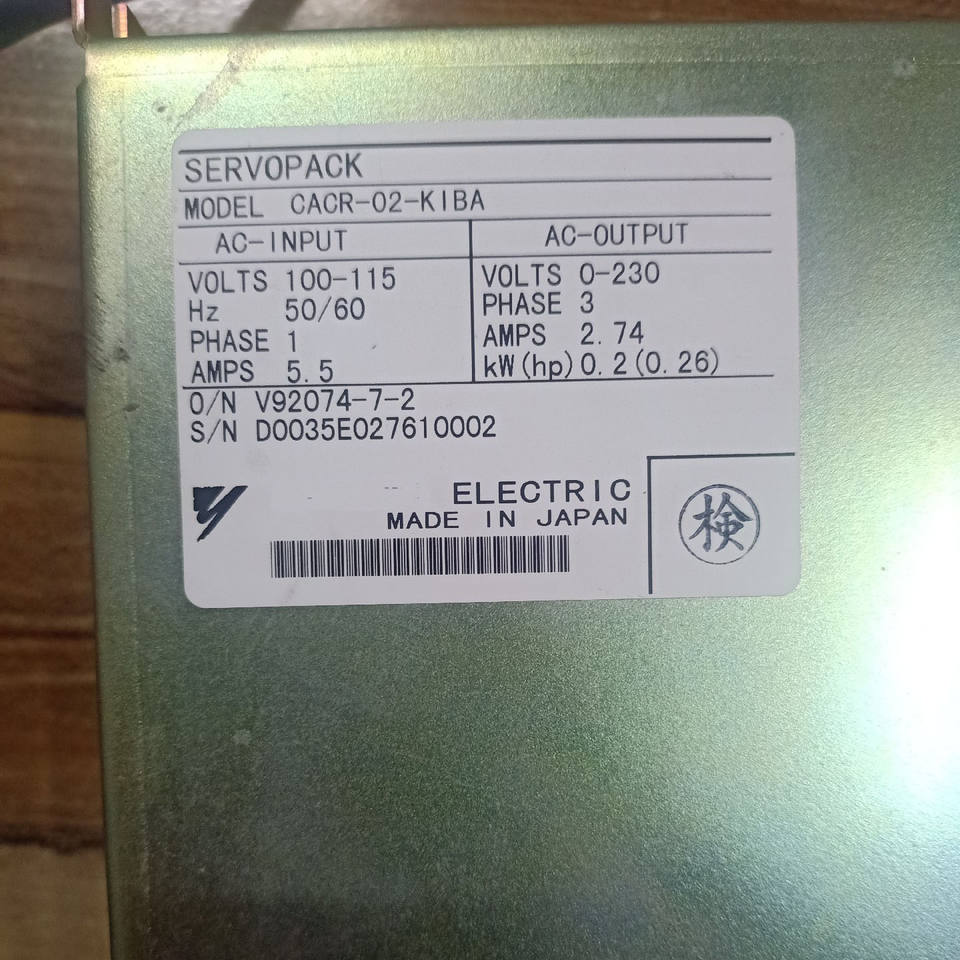 SERVOPACK
MODEL CACR-02-KIBA
AC-INPUT
VOLTS 100-115
Hz 50/60
PHASE 1
AMPS 5.5
AC-OUTPUT
VOLTS 0-230
PHASE 3
AMPS 2.74
kW(hp) 0.2(0.26)
O/N V92074-7-2
S/N D0035E027610002
ELECTRIC
MADE IN JAPAN
検